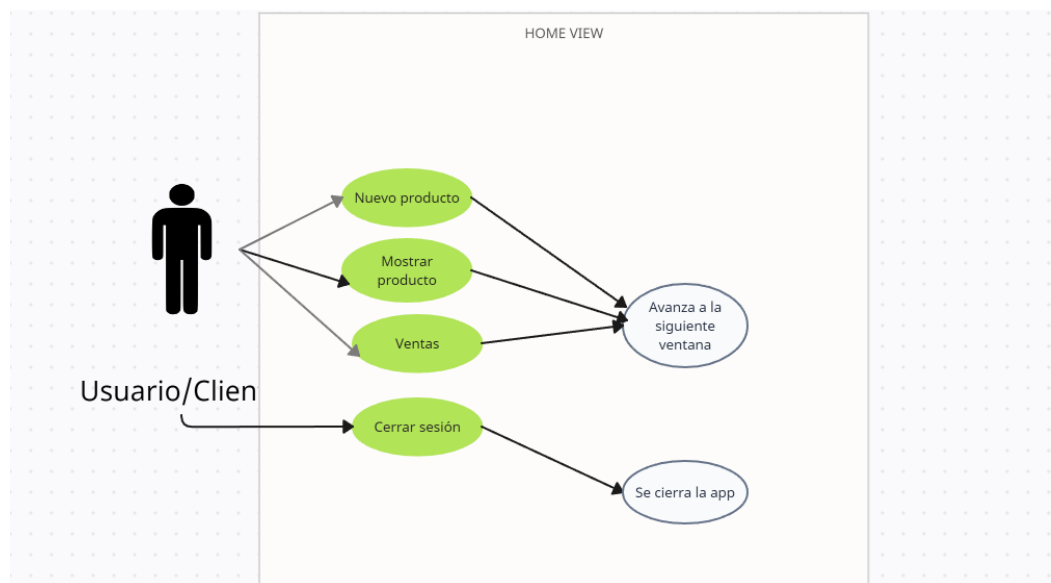 HOME VIEW
Nuevo producto
Mostrar
producto
Avanza a la
siguiente
ventana
Ventas
Usuario/Clien
Cerrar sesión
Se cierra la app